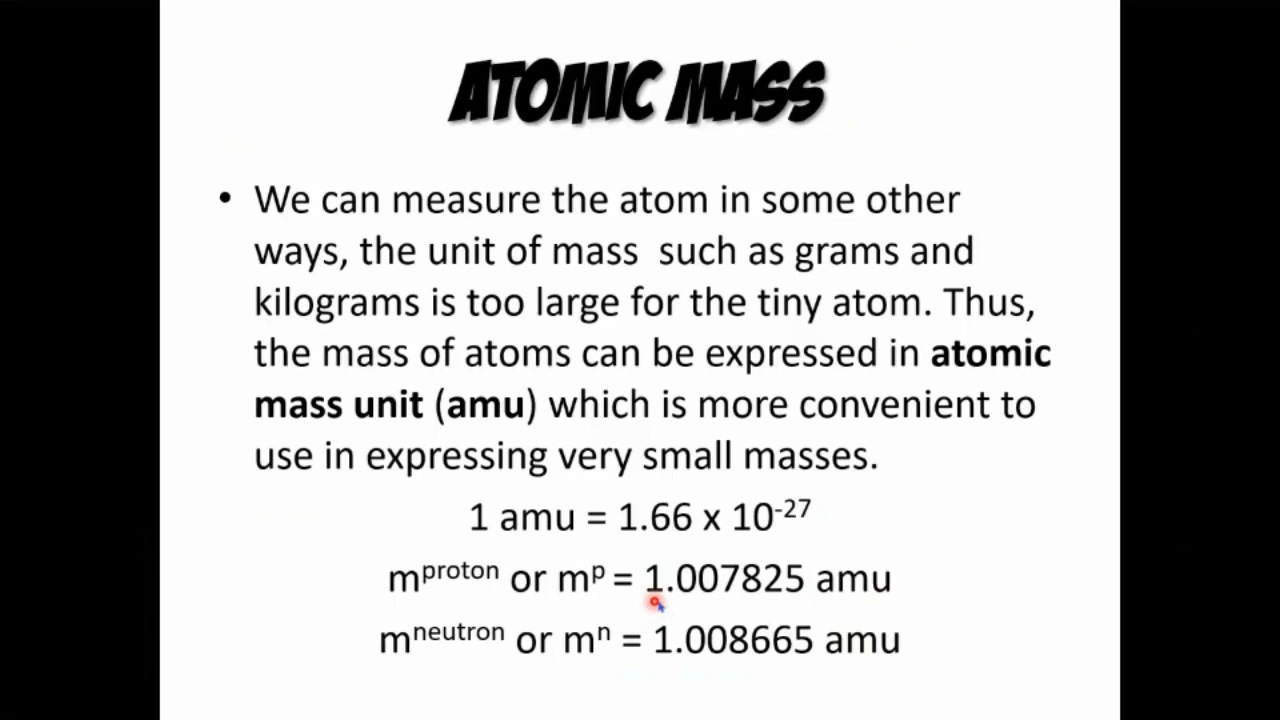 ATOMIC MASS
• We can measure the atom in some other
ways, the unit of mass  such as grams and
kilograms is too large for the tiny atom. Thus,
the mass of atoms can be expressed in atomic
mass unit (amu) which is more convenient to
use in expressing very small masses.
1 amu = 1.66 x 10⁻²⁷
mᵖʳᵒᵗᵒⁿ or mᵖ = 1.007825 amu
mⁿᵉᵘᵗʳᵒⁿ or mⁿ = 1.008665 amu